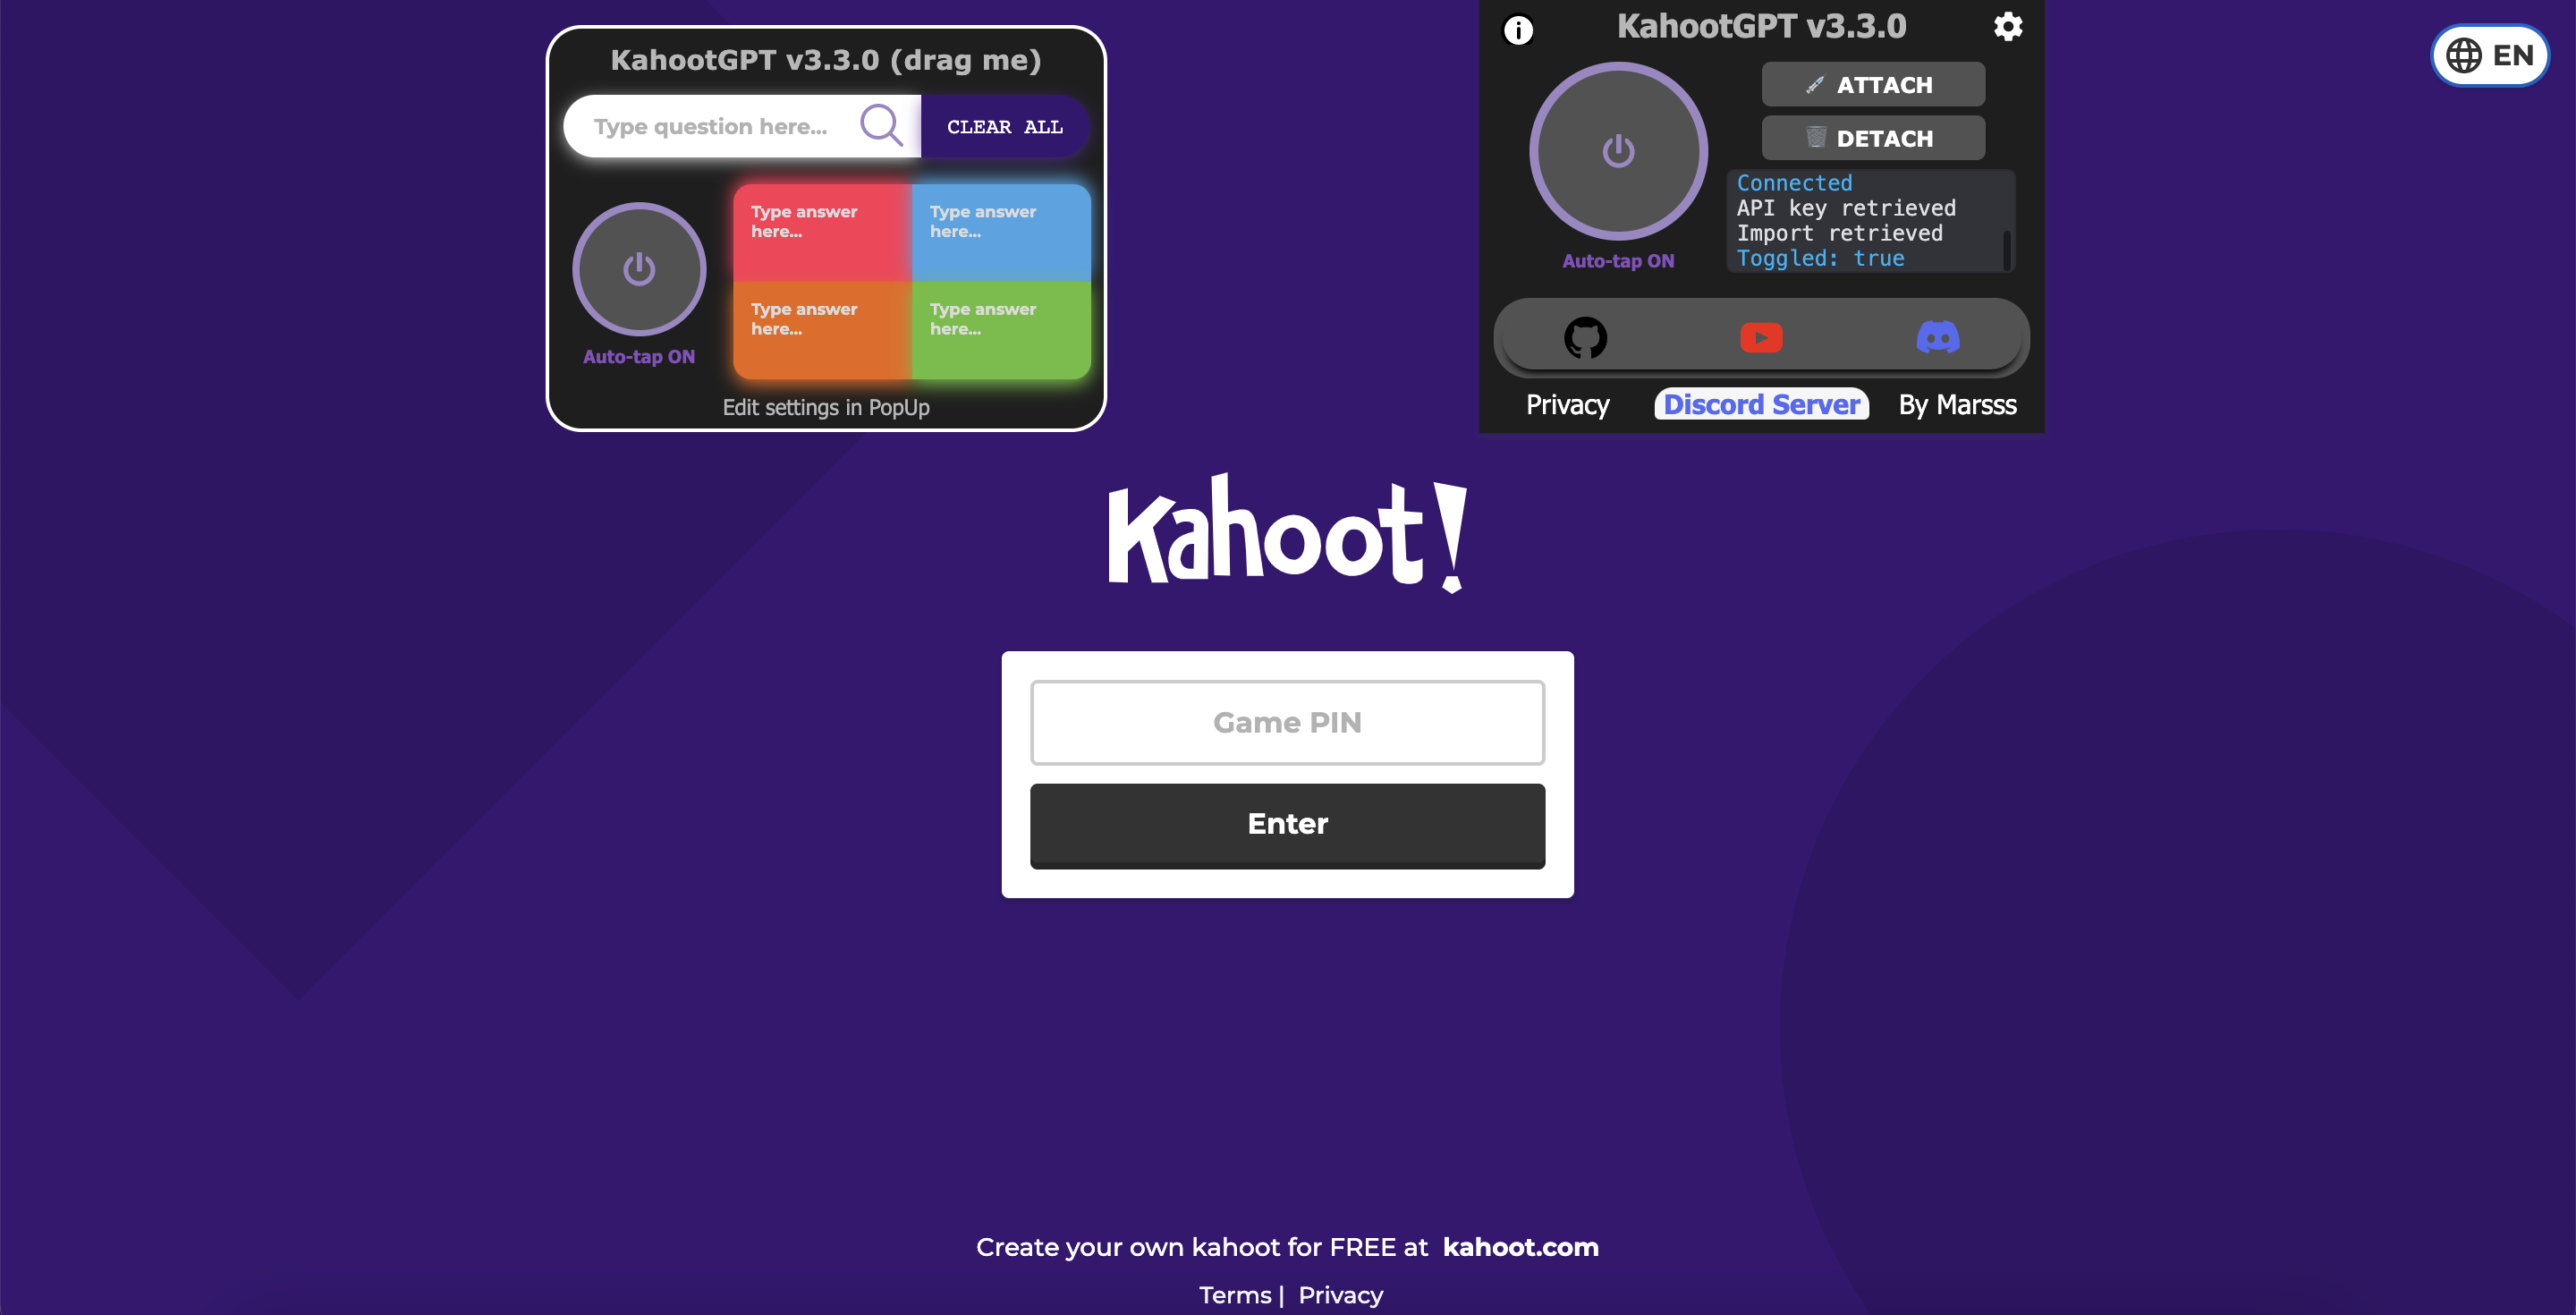 KahootGPT v3.3.0 (drag me)
Type question here...
CLEAR ALL
Type answer
here...
Type answer
here...
Type answer
here...
Type answer
here...
Auto-tap ON
Edit settings in PopUp
i
KahootGPT v3.3.0
ATTACH
DETACH
Connected
API key retrieved
Import retrieved
Toggled: true
Auto-tap ON
Privacy
Discord Server
By Marsss
EN
Kahoot!
Game PIN
Enter
Create your own kahoot for FREE at kahoot.com
Terms | Privacy